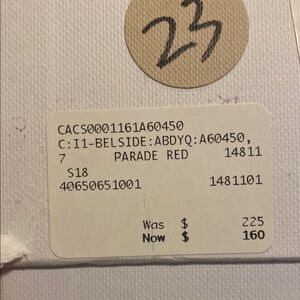 23
CACS0001161A60450
C:I1-BELSIDE:ABDYQ:A60450,
7 PARADE RED 14811
S18
40650651001 1481101
Was $ 225
Now $ 160